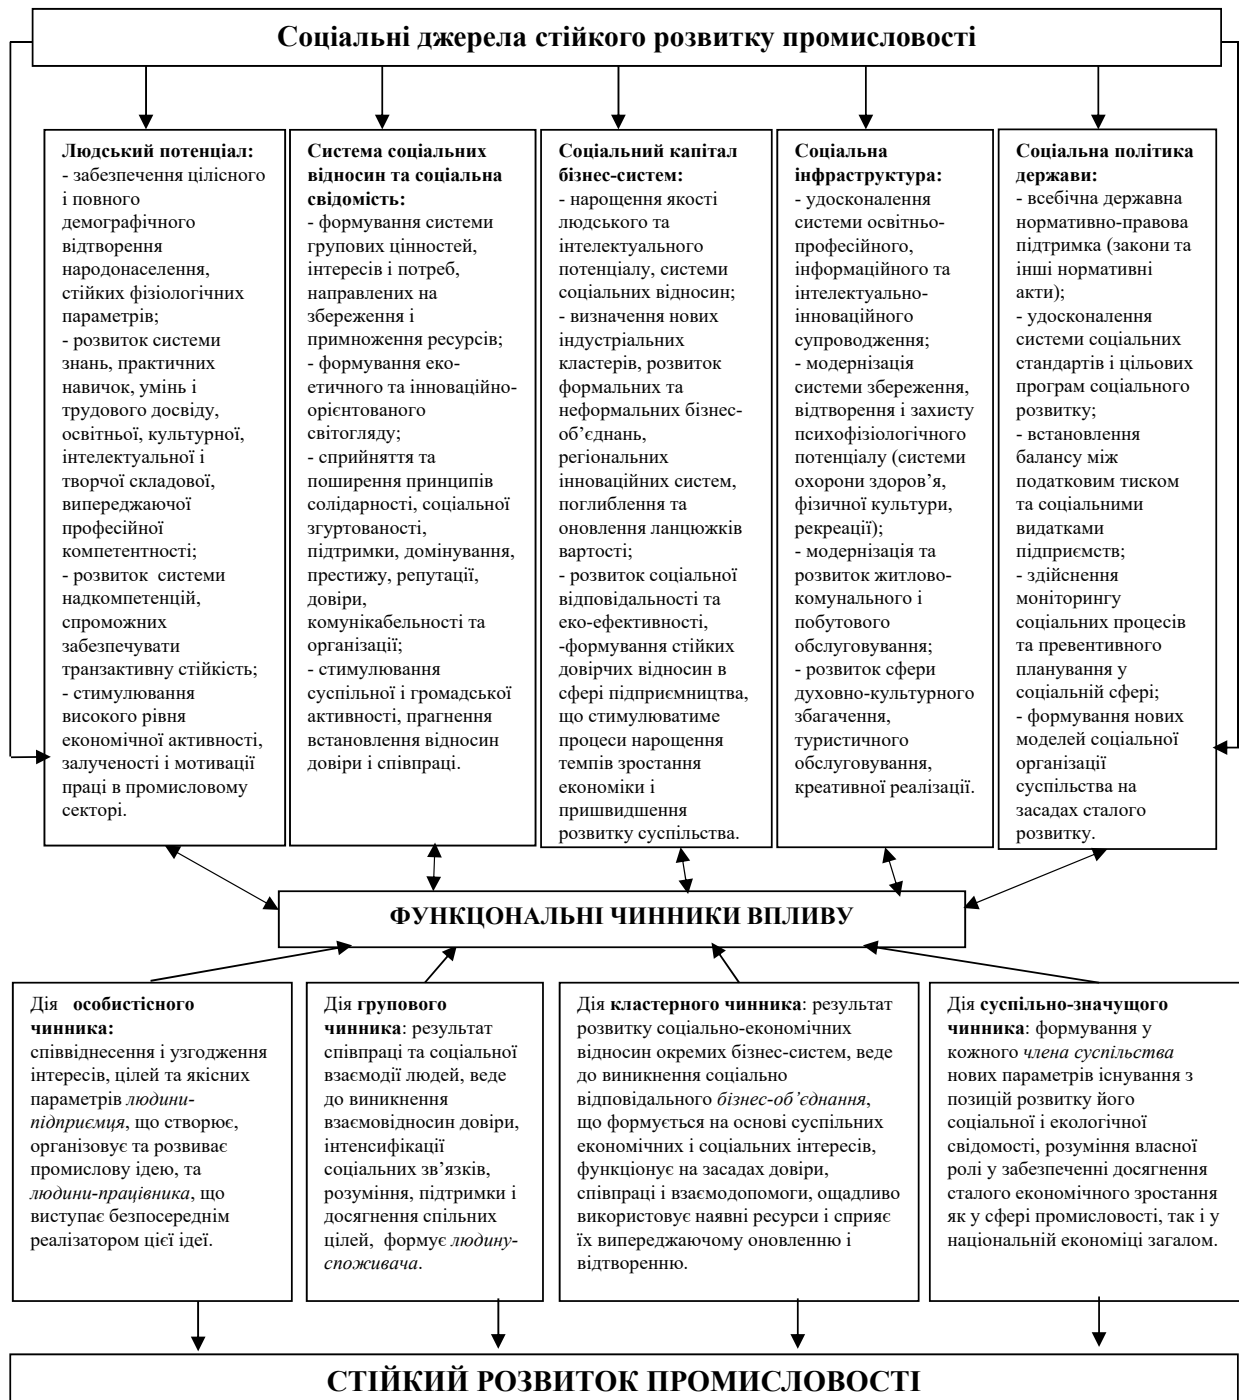 Соціальні джерела стійкого розвитку промисловості
Людський потенціал:
- забезпечення цілісного
і повного
демографічного
відтворення
народонаселення,
стійких фізіологічних
параметрів;
- розвиток системи
знань, практичних
навичок, умінь і
трудового досвіду,
освітньої, культурної,
інтелектуальної і
творчої складової,
випереджаючої
професійної
компетентності;
- розвиток системи
надкомпетенцій,
спроможних
забезпечувати
транзактивну стійкість;
- стимулювання
високого рівня
економічної активності,
залученості і мотивації
праці в промисловому
секторі.
Система соціальних
відносин та соціальна
свідомість:
- формування системи
групових цінностей,
інтересів і потреб,
направлених на
збереження і
примноження ресурсів;
- формування еко-
етичного та інноваційно-
орієнтованого
світогляду;
- сприйняття та
поширення принципів
солідарності, соціальної
згуртованості,
підтримки, домінування,
престижу, репутації,
довіри,
комунікабельності та
організації;
- стимулювання
суспільної і громадської
активності, прагнення
встановлення відносин
довіри і співпраці.
Соціальний капітал
бізнес-систем:
- нарощення якості
людського та
інтелектуального
потенціалу, системи
соціальних відносин;
- визначення нових
індустріальних
кластерів, розвиток
формальних та
неформальних бізнес-
об’єднань,
регіональних
інноваційних систем,
поглиблення та
оновлення ланцюжків
вартості;
- розвиток соціальної
відповідальності та
еко-ефективності,
-формування стійких
довірчих відносин в
сфері підприємництва,
що стимулюватиме
процеси нарощення
темпів зростання
економіки і
пришвидшення
розвитку суспільства.
Соціальна
інфраструктура:
- удосконалення
системи освітньо-
професійного,
інформаційного та
інтелектуально-
інноваційного
супроводження;
- модернізація
системи збереження,
відтворення і захисту
психофізіологічного
потенціалу (системи
охорони здоров’я,
фізичної культури,
рекреації);
- модернізація та
розвиток житлово-
комунального і
побутового
обслуговування;
- розвиток сфери
духовно-культурного
збагачення,
туристичного
обслуговування,
креативної реалізації.
Соціальна політика
держави:
- всебічна державна
нормативно-правова
підтримка (закони та
інші нормативні
акти);
- удосконалення
системи соціальних
стандартів і цільових
програм соціального
розвитку;
- встановлення
балансу між
податковим тиском
та соціальними
видатками
підприємств;
- здійснення
моніторингу
соціальних процесів
та превентивного
планування у
соціальній сфері;
- формування нових
моделей соціальної
організації
суспільства на
засадах сталого
розвитку.
ФУНКЦОНАЛЬНІ ЧИННИКИ ВПЛИВУ
Дія особистісного
чинника:
співвіднесення і узгодження
інтересів, цілей та якісних
параметрів людини-
підприємця, що створює,
організовує та розвиває
промислову ідею, та
людини-працівника, що
виступає безпосереднім
реалізатором цієї ідеї.
Дія групового
чинника: результат
співпраці та соціальної
взаємодії людей, веде
до виникнення
взаємовідносин довіри,
інтенсифікації
соціальних зв’язків,
розуміння, підтримки і
досягнення спільних
цілей, формує людину-
споживача.
Дія кластерного чинника: результат
розвитку соціально-економічних
відносин окремих бізнес-систем, веде
до виникнення соціально
відповідального бізнес-об’єднання,
що формується на основі суспільних
економічних і соціальних інтересів,
функціонує на засадах довіри,
співпраці і взаємодопомоги, ощадливо
використовує наявні ресурси і сприяє
їх випереджаючому оновленню і
відтворенню.
Дія суспільно-значущого
чинника: формування у
кожного члена суспільства
нових параметрів існування з
позицій розвитку його
соціальної і екологічної
свідомості, розуміння власної
ролі у забезпеченні досягнення
сталого економічного зростання
як у сфері промисловості, так і у
національній економіці загалом.
СТІЙКИЙ РОЗВИТОК ПРОМИСЛОВОСТІ